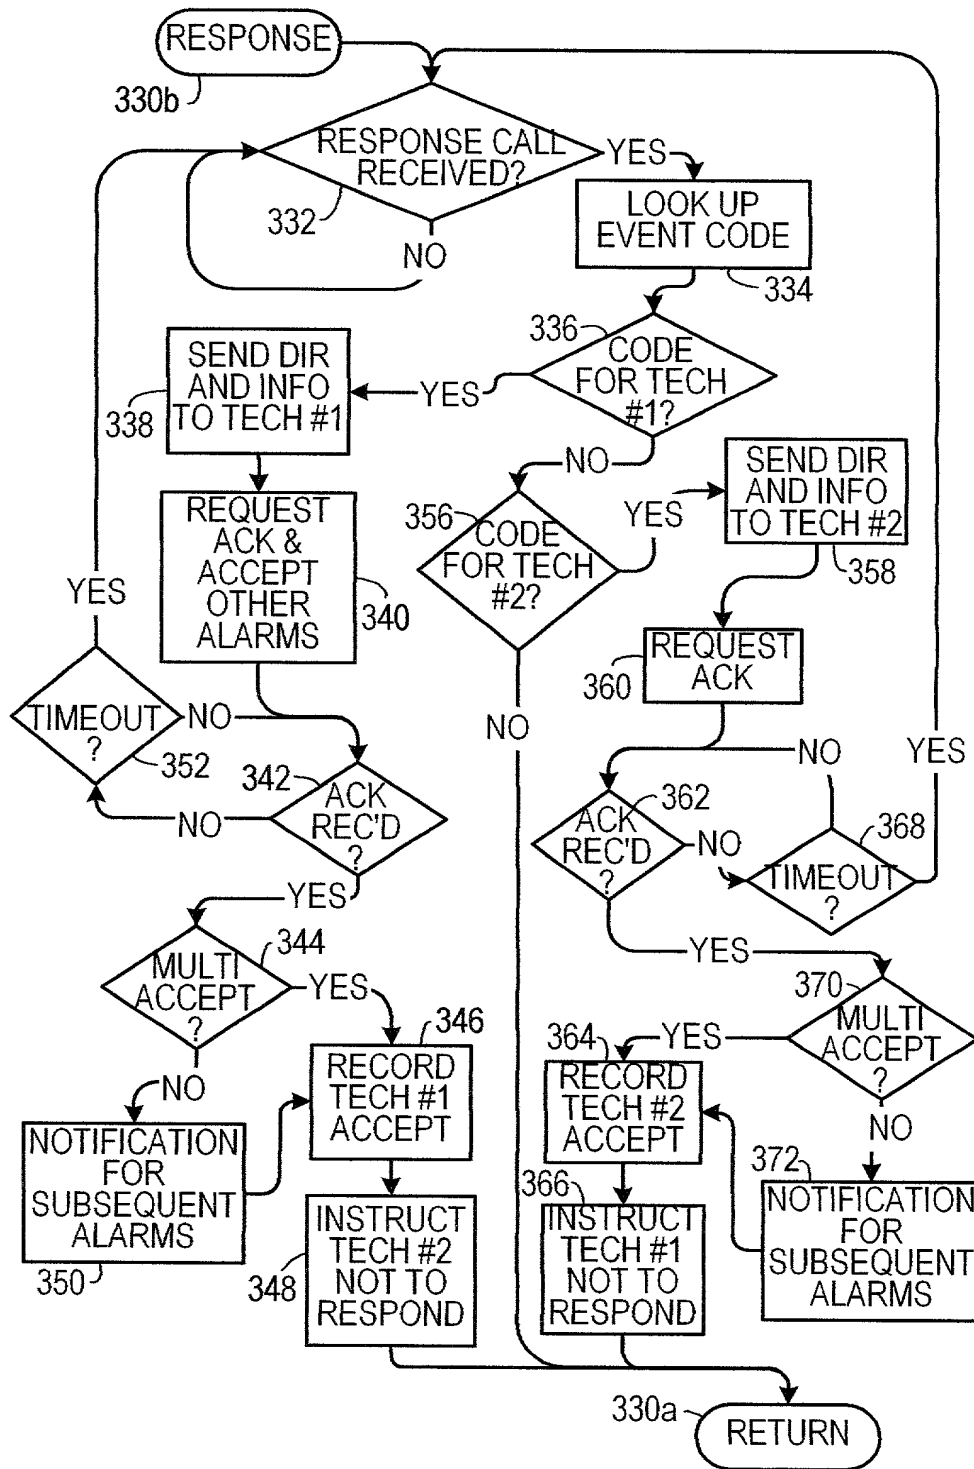 RESPONSE
330b
RESPONSE CALL
RECEIVED?
332
YES
NO
LOOK UP
EVENT CODE
334
336
CODE
FOR TECH
#1?
YES
NO
SEND DIR
AND INFO
TO TECH #1
338
REQUEST
ACK &
ACCEPT
OTHER
ALARMS
340
356
CODE
FOR TECH
#2?
YES
NO
SEND DIR
AND INFO
TO TECH #2
358
REQUEST
ACK
360
YES
TIMEOUT
?
352
NO
342
ACK
REC'D
?
NO
YES
362
ACK
REC'D
?
NO
YES
NO
368
TIMEOUT
?
YES
344
MULTI
ACCEPT
?
YES
NO
346
RECORD
TECH #1
ACCEPT
NOTIFICATION
FOR
SUBSEQUENT
ALARMS
350
348
INSTRUCT
TECH #2
NOT TO
RESPOND
370
MULTI
ACCEPT
?
YES
NO
364
RECORD
TECH #2
ACCEPT
366
INSTRUCT
TECH #1
NOT TO
RESPOND
372
NOTIFICATION
FOR
SUBSEQUENT
ALARMS
330a
RETURN